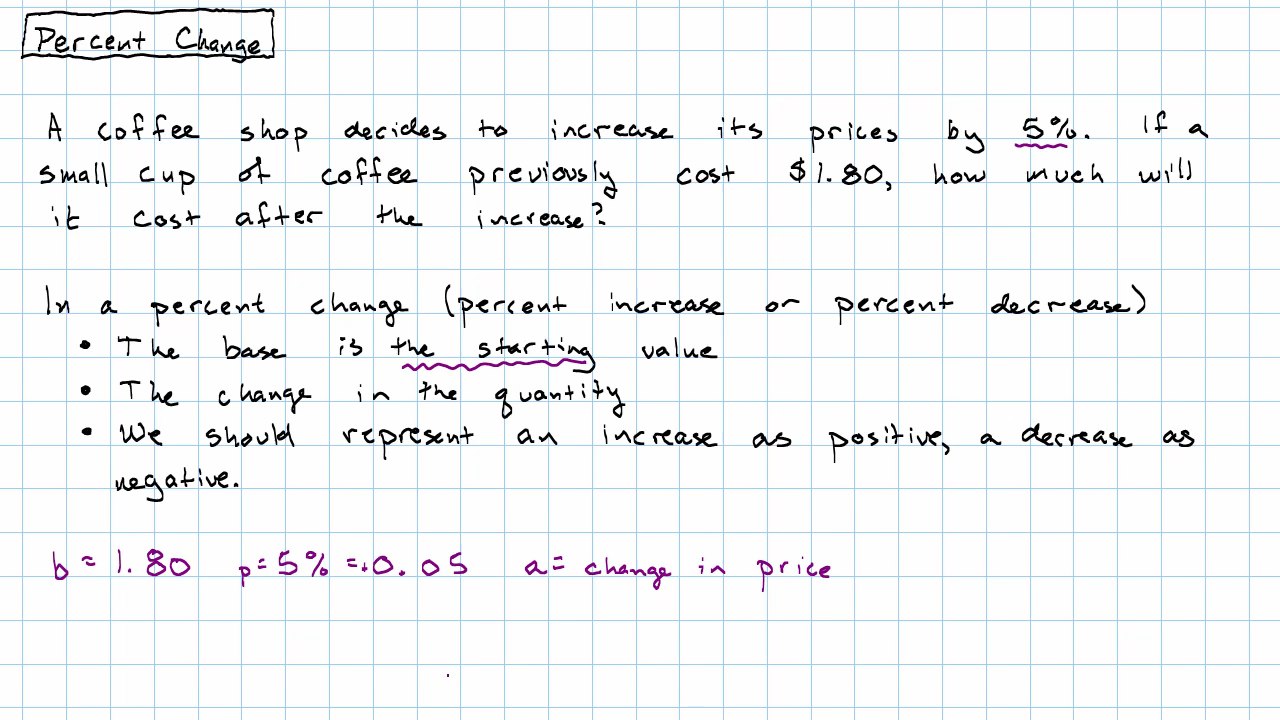 Percent Change
A coffee shop decides to increase its prices by 5%. If a
small cup of coffee previously cost $1.80, how much will
it cost after the increase?
In a percent change (percent increase or percent decrease)
• The base is the starting value
• The change in the quantity
• We should represent an increase as positive, a decrease as
negative.
b = 1.80 p = 5% = +0.05 a = change in price